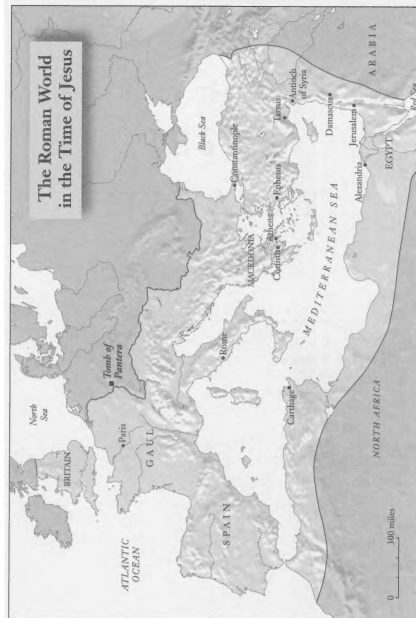 The Roman World
in the Time of Jesus
North
Sea
BRITAIN
Tomb of
Pantera
Paris
GAUL
ATLANTIC
OCEAN
SPAIN
Rome
Black Sea
Constantinople
MACEDONIA
Athens
Corinth
Ephesus
Tarsus
Antioch
of Syria
Damascus
Jerusalem
ARABIA
MEDITERRANEAN SEA
Carthage
Alexandria
EGYPT
Red Sea
NORTH AFRICA
0
300 miles